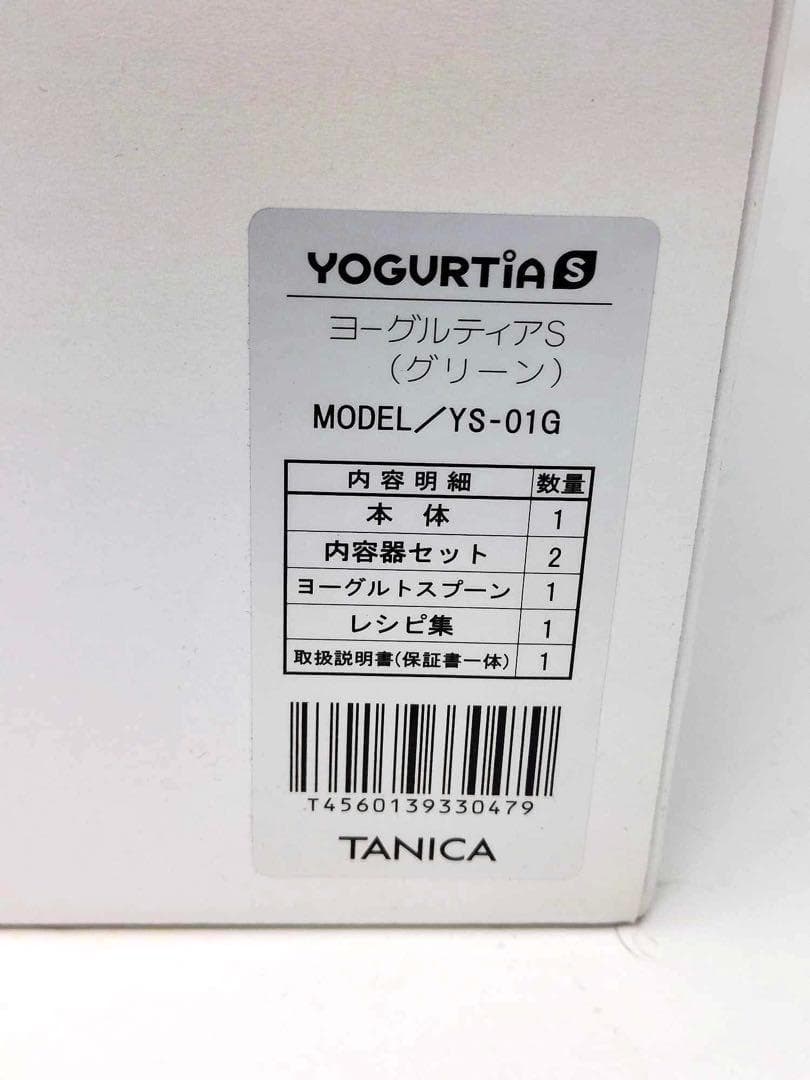 YOGURTiA S
ヨーグルティアS
(グリーン)
MODEL/YS-01G
内容明細 数量
本 体 1
内容器セット 2
ヨーグルトスプーン 1
レシピ集 1
取扱説明書(保証書一体) 1
T4560139330479
TANICA